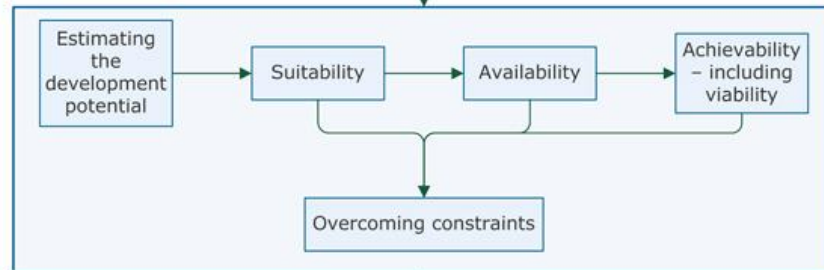 Estimating
the
development
potential
Suitability
Availability
Achievability
– including
viability
Overcoming constraints